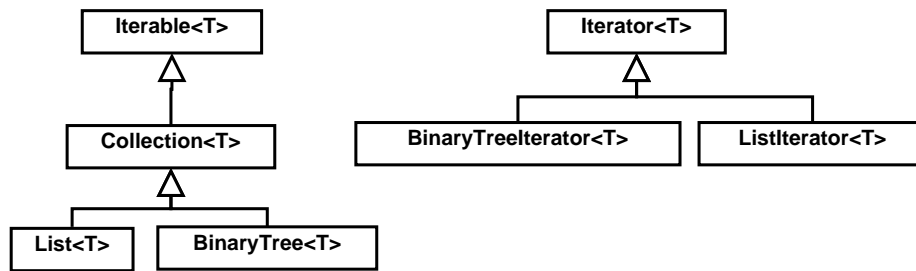 Iterable<T>
Iterator<T>
Collection<T>
BinaryTreeIterator<T>
ListIterator<T>
List<T>
BinaryTree<T>